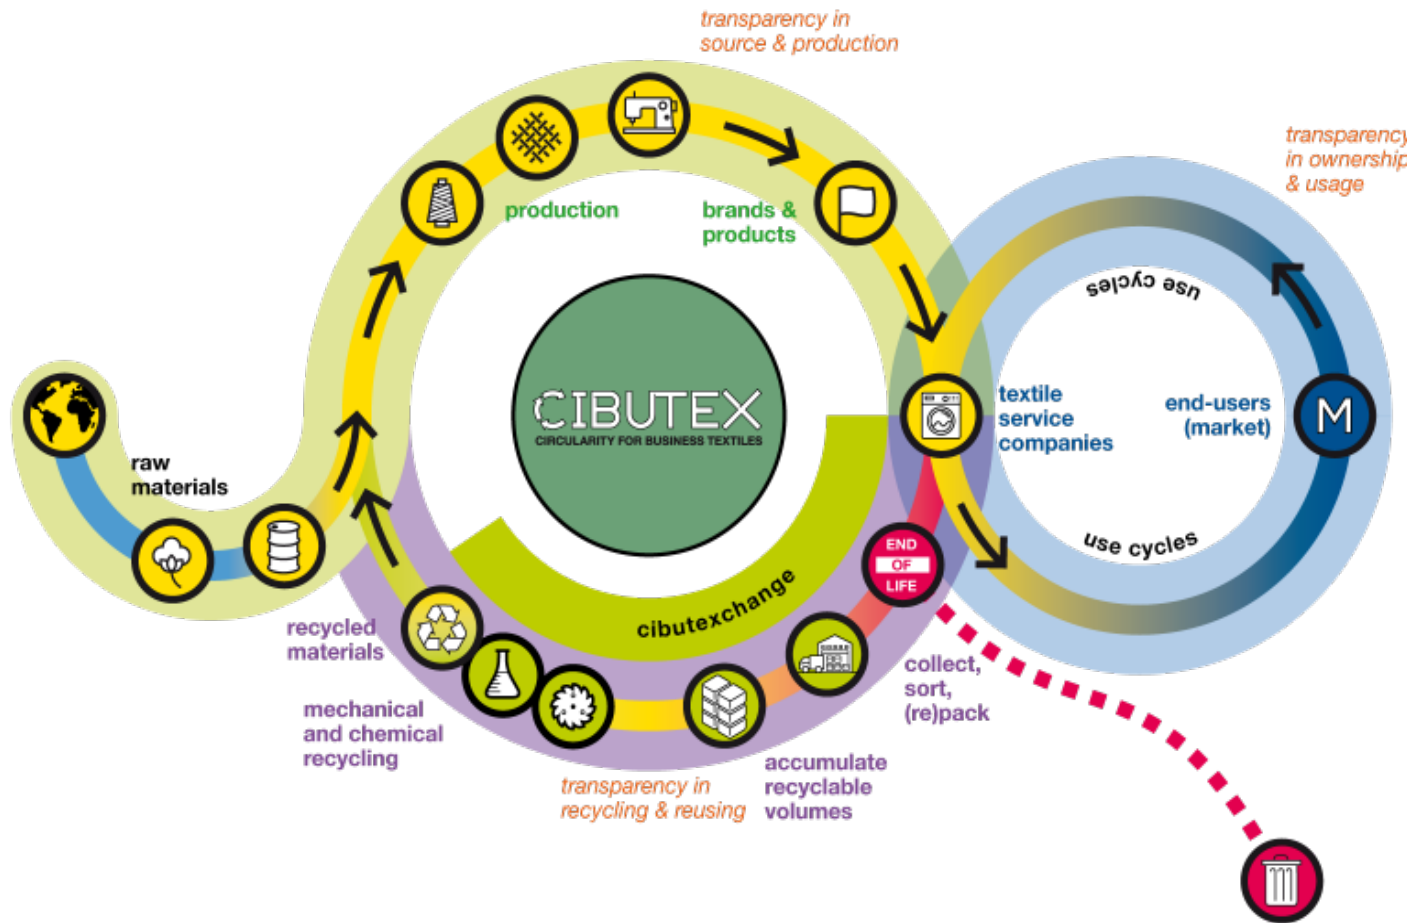 transparency in
source & production
transparency
in ownership
& usage
production
brands &
products
use cycles
CIBUTEX
CIRCULARITY FOR BUSINESS TEXTILES
textile
service
companies
end-users
(market)
M
raw
materials
use cycles
END
OF
LIFE
cibutexchange
recycled
materials
collect,
sort,
(re)pack
mechanical
and chemical
recycling
accumulate
recyclable
volumes
transparency in
recycling & reusing